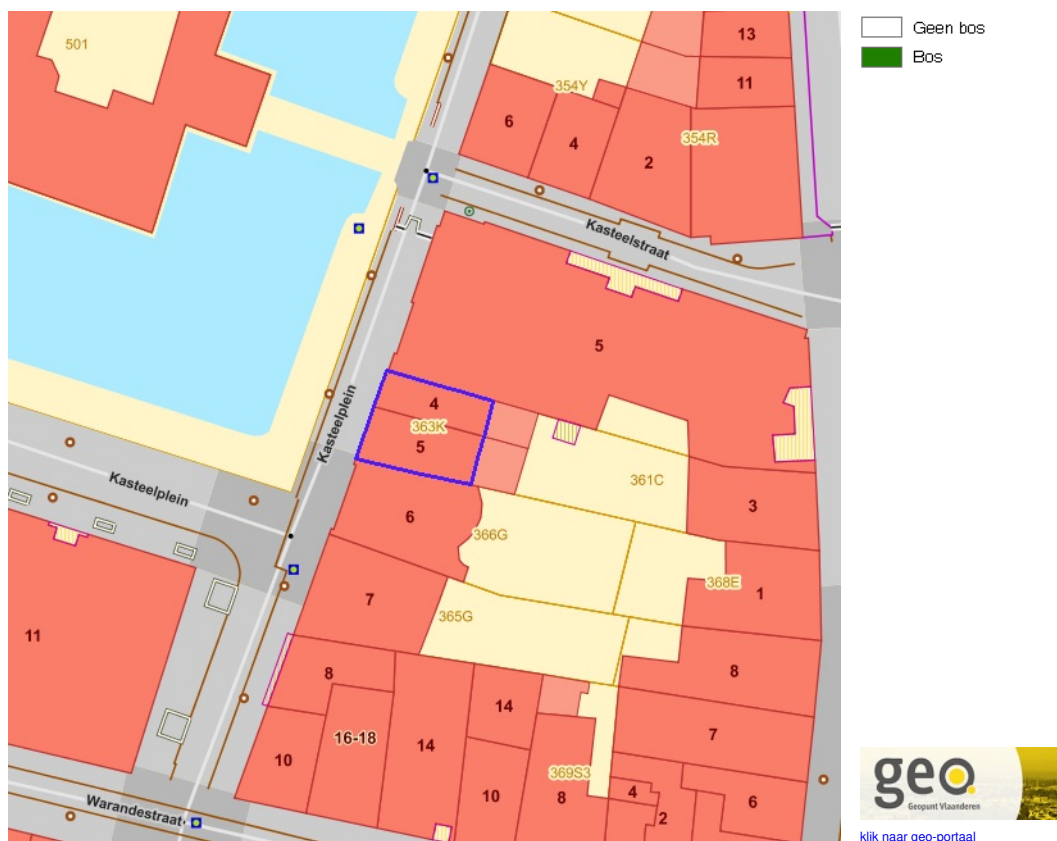 501
13
Geen bos
Bos
354Y
11
6
4
2
354R
Kasteelstraat
5
Kasteelplein
4
363K
5
361C
Kasteelplein
3
6
366G
368E
1
7
365G
11
8
8
14
7
16-18
14
10
369S3
10
8
4
6
2
Warandestraat
geo
Geopunt Vlaanderen
klik naar geo-portaal